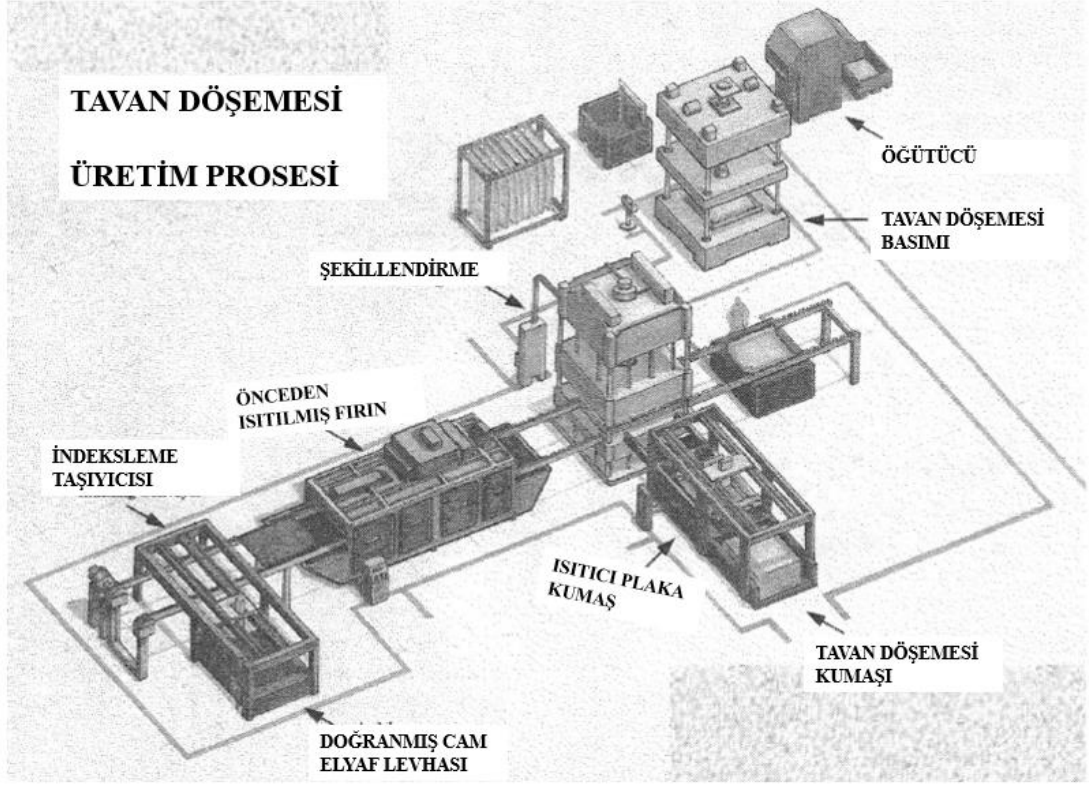 TAVAN DÖŞEMESİ
ÜRETİM PROSESİ
ÖĞÜTÜCÜ
TAVAN DÖŞEMESİ
BASIMI
ŞEKİLLENDİRME
ÖNCEDEN
ISITILMIŞ FIRIN
İNDEKSLEME
TAŞIYICISI
ISITICI PLAKA
KUMAŞ
TAVAN DÖŞEMESİ
KUMAŞI
DOĞRANMIŞ CAM
ELYAF LEVHASI